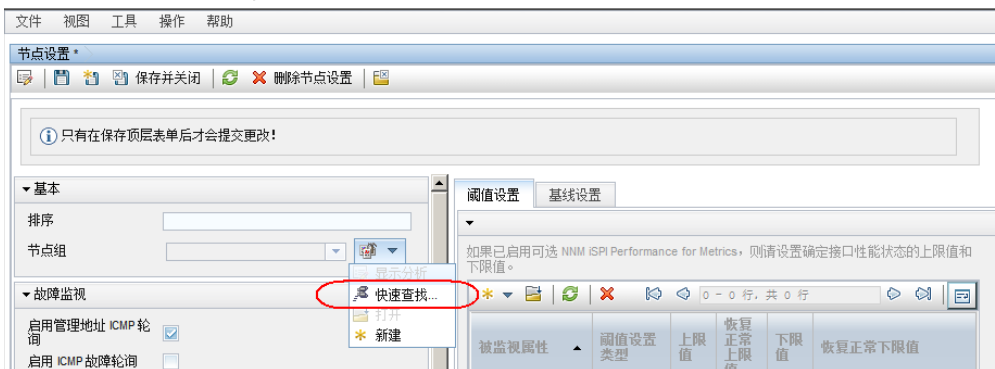 文件 视图 工具 操作 帮助
节点设置 *
保存并关闭 删除节点设置
只有在保存顶层表单后才会提交更改!
基本
排序
节点组
显示分析
快速查找...
打开
新建
故障监视
启用管理地址 ICMP 轮
询
启用 ICMP 故障轮询
阈值设置 基线设置
如果已启用可选 NNM iSPI Performance for Metrics，则请设置确定接口性能状态的上限值和
下限值。
0 - 0 行, 共 0 行
被监视属性 阈值设置类型 上限值 恢复正常上限值 下限值 恢复正常下限值